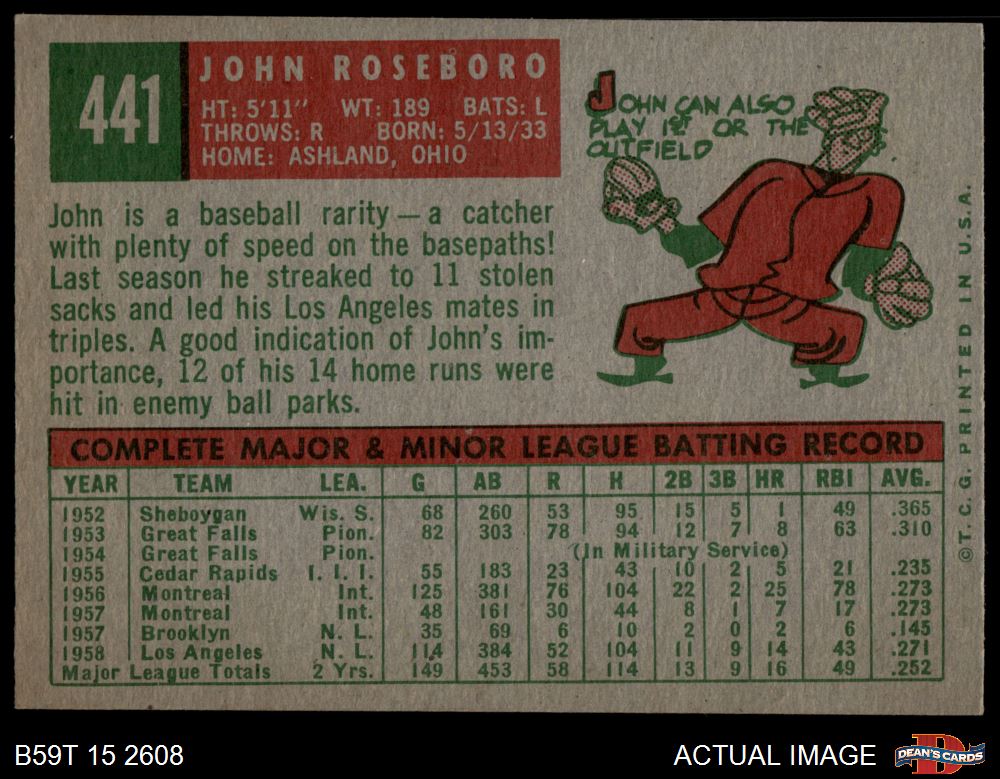 441
JOHN ROSEBORO
HT: 5'11" WT: 189 BATS: L
THROWS: R BORN: 5/13/33
HOME: ASHLAND, OHIO
JOHN CAN ALSO
PLAY 1ST OR THE
OUTFIELD
John is a baseball rarity — a catcher
with plenty of speed on the basepaths!
Last season he streaked to 11 stolen
sacks and led his Los Angeles mates in
triples. A good indication of John's im-
portance, 12 of his 14 home runs were
hit in enemy ball parks.
COMPLETE MAJOR & MINOR LEAGUE BATTING RECORD
YEAR TEAM LEA. G AB R H 2B 3B HR RBI AVG.
1952 Sheboygan Wis. S. 68 260 53 95 15 5 1 49 .365
1953 Great Falls Pion. 82 303 78 94 12 7 8 63 .310
1954 Great Falls Pion. (In Military Service)
1955 Cedar Rapids I. I. I. 55 183 23 43 10 2 5 21 .235
1956 Montreal Int. 125 381 76 104 22 2 25 78 .273
1957 Montreal Int. 48 161 30 44 8 1 7 17 .273
1957 Brooklyn N. L. 35 69 6 10 2 0 2 6 .145
1958 Los Angeles N. L. 114 384 52 104 11 9 14 43 .271
Major League Totals 2 Yrs. 149 453 58 114 13 9 16 49 .252
©T. C. G. PRINTED IN U.S.A.
B59T 15 2608
ACTUAL IMAGE
DEAN'S CARDS